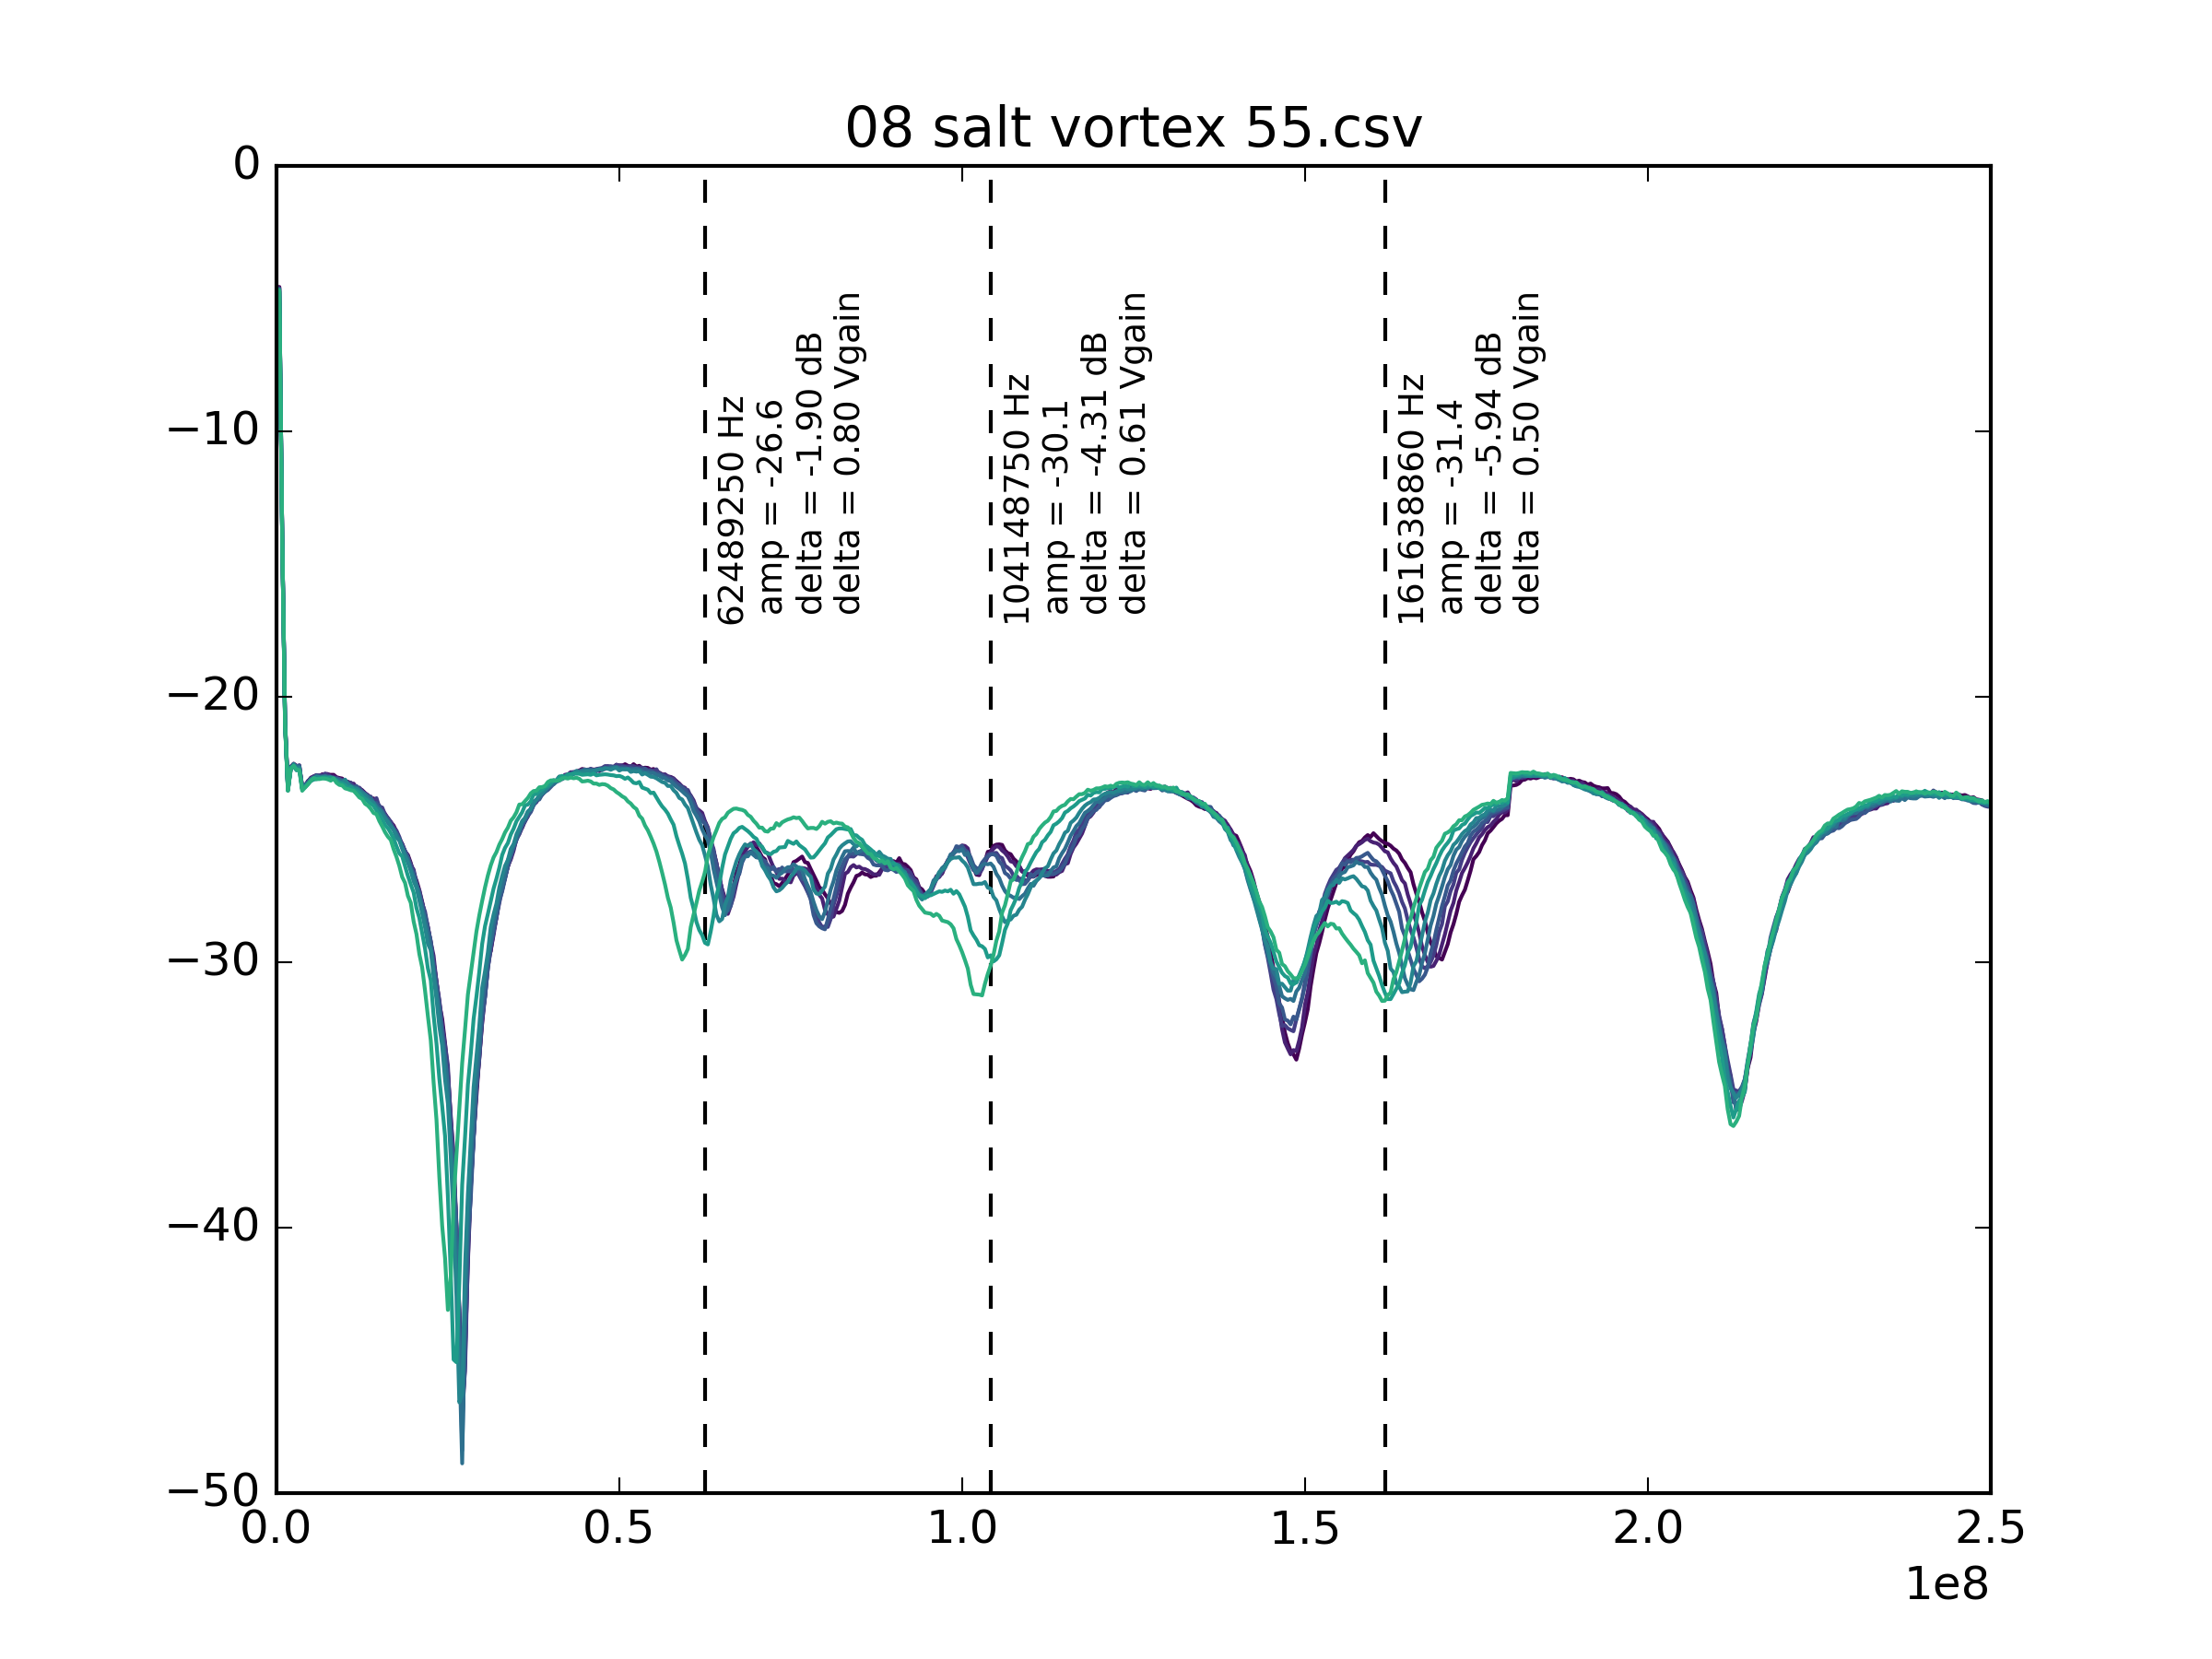 08 salt vortex 55.csv
0
−10
−20
−30
−40
−50
62489250 Hz
amp = -26.6
delta = -1.90 dB
delta = 0.80 Vgain
104148750 Hz
amp = -30.1
delta = -4.31 dB
delta = 0.61 Vgain
161638860 Hz
amp = -31.4
delta = -5.94 dB
delta = 0.50 Vgain
0.0
0.5
1.0
1.5
2.0
2.5
1e8